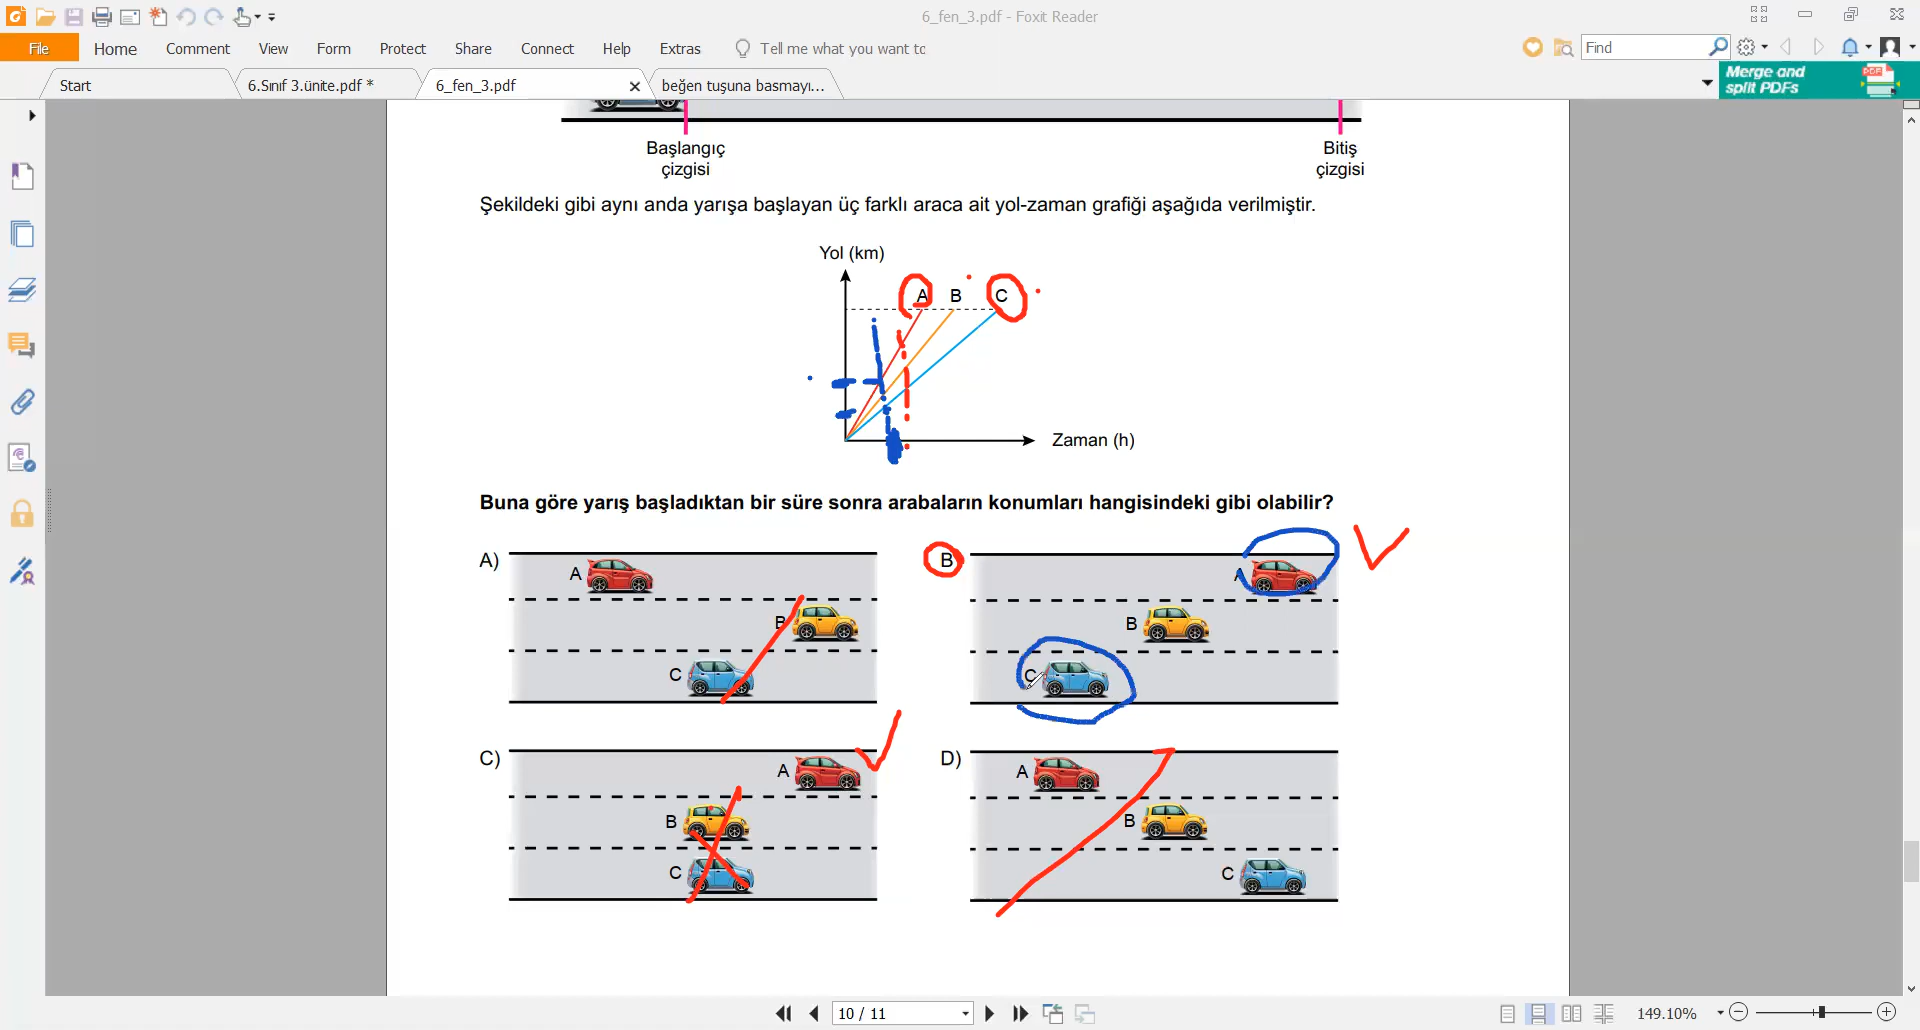 6_fen_3.pdf - Foxit Reader
File Home Comment View Form Protect Share Connect Help Extras Tell me what you want to Find
Start 6.Sınıf 3.ünite.pdf * 6_fen_3.pdf beğen tuşuna basmayı...
Merge and
split PDFs
PDF
Başlangıç
çizgisi
Bitiş
çizgisi
Şekildeki gibi aynı anda yarışa başlayan üç farklı araca ait yol-zaman grafiği aşağıda verilmiştir.
Yol (km)
A B C
Zaman (h)
Buna göre yarış başladıktan bir süre sonra arabaların konumları hangisindeki gibi olabilir?
A)
A
B
C
B
A
B
C
C)
A
B
C
D)
A
B
C
10 / 11
149.10%